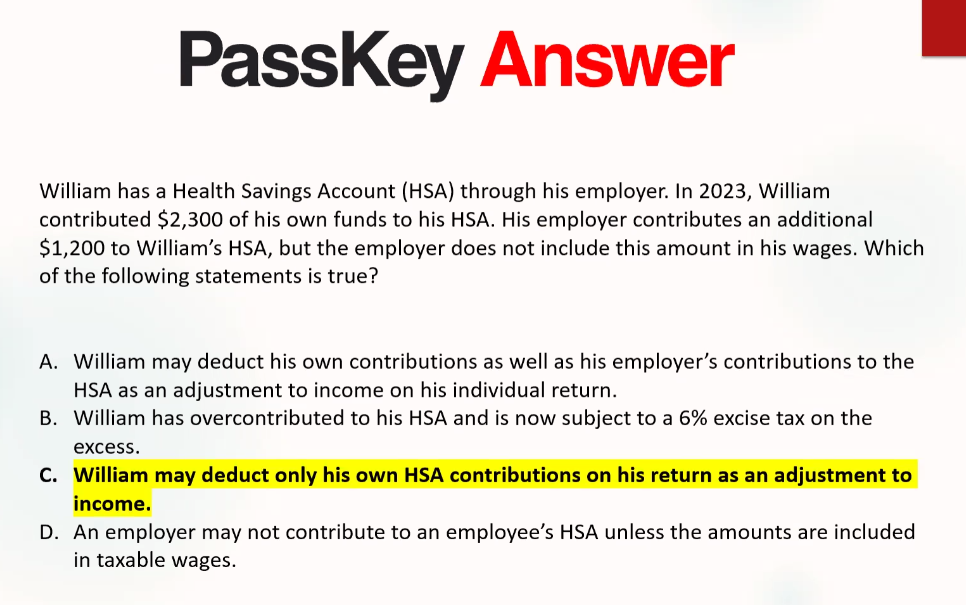 PassKey Answer
William has a Health Savings Account (HSA) through his employer. In 2023, William
contributed $2,300 of his own funds to his HSA. His employer contributes an additional
$1,200 to William’s HSA, but the employer does not include this amount in his wages. Which
of the following statements is true?
A. William may deduct his own contributions as well as his employer’s contributions to the
HSA as an adjustment to income on his individual return.
B. William has overcontributed to his HSA and is now subject to a 6% excise tax on the
excess.
C. William may deduct only his own HSA contributions on his return as an adjustment to
income.
D. An employer may not contribute to an employee’s HSA unless the amounts are included
in taxable wages.